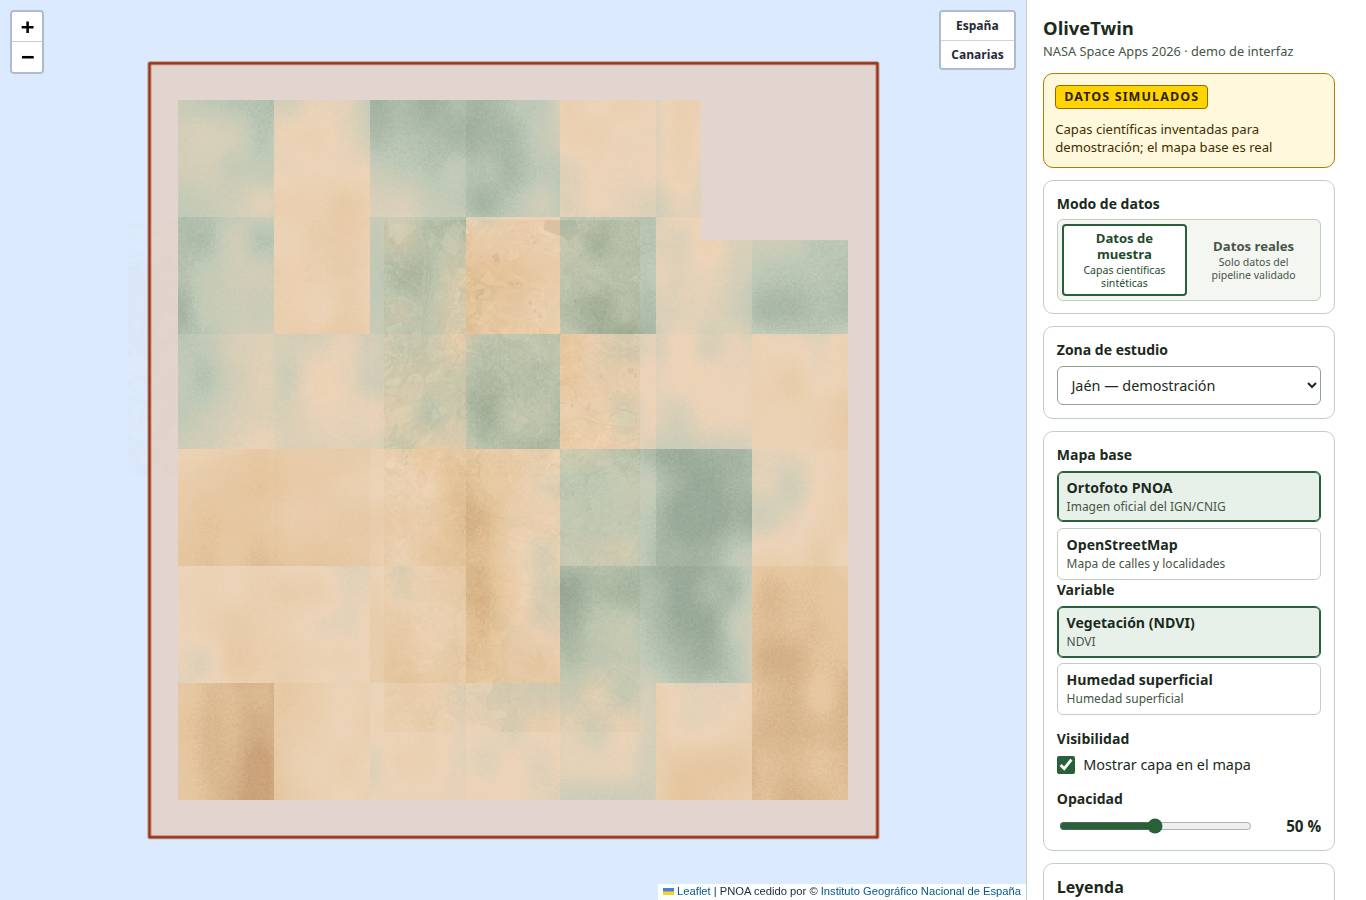 +
−
España
Canarias
Leaflet | PNOA cedido por © Instituto Geográfico Nacional de España
OliveTwin
NASA Space Apps 2026 · demo de interfaz
DATOS SIMULADOS
Capas científicas inventadas para
demostración; el mapa base es real
Modo de datos
Datos de
muestra
Capas científicas
sintéticas
Datos reales
Solo datos del
pipeline validado
Zona de estudio
Jaén — demostración
Mapa base
Ortofoto PNOA
Imagen oficial del IGN/CNIG
OpenStreetMap
Mapa de calles y localidades
Variable
Vegetación (NDVI)
NDVI
Humedad superficial
Humedad superficial
Visibilidad
Mostrar capa en el mapa
Opacidad
50 %
Leyenda